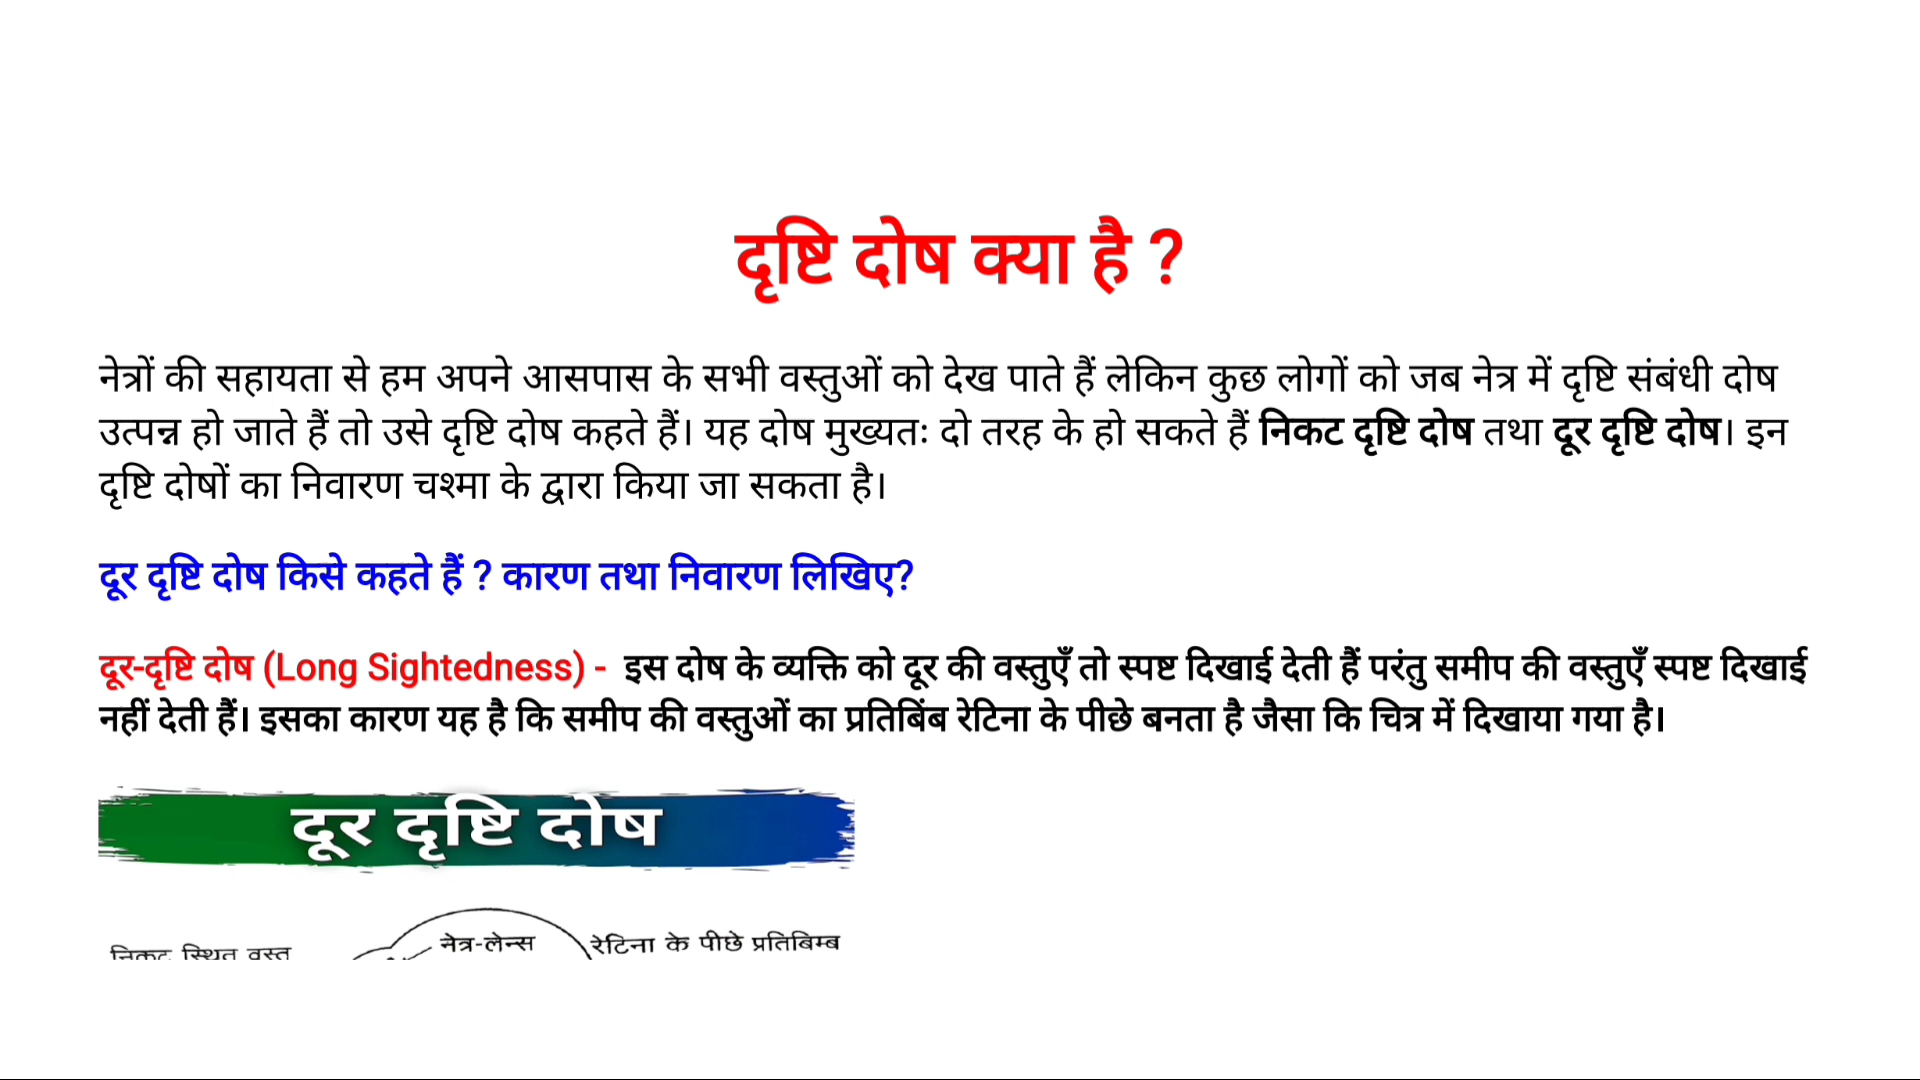 दृष्टि दोष क्या है ?
नेत्रों की सहायता से हम अपने आसपास के सभी वस्तुओं को देख पाते हैं लेकिन कुछ लोगों को जब नेत्र में दृष्टि संबंधी दोष
उत्पन्न हो जाते हैं तो उसे दृष्टि दोष कहते हैं। यह दोष मुख्यतः दो तरह के हो सकते हैं निकट दृष्टि दोष तथा दूर दृष्टि दोष। इन
दृष्टि दोषों का निवारण चश्मा के द्वारा किया जा सकता है।
दूर दृष्टि दोष किसे कहते हैं ? कारण तथा निवारण लिखिए?
दूर-दृष्टि दोष (Long Sightedness) - इस दोष के व्यक्ति को दूर की वस्तुएँ तो स्पष्ट दिखाई देती हैं परंतु समीप की वस्तुएँ स्पष्ट दिखाई
नहीं देती हैं। इसका कारण यह है कि समीप की वस्तुओं का प्रतिबिंब रेटिना के पीछे बनता है जैसा कि चित्र में दिखाया गया है।
दूर दृष्टि दोष
नेत्र-लेन्स
रेटिना के पीछे प्रतिबिम्ब
निकट स्थित